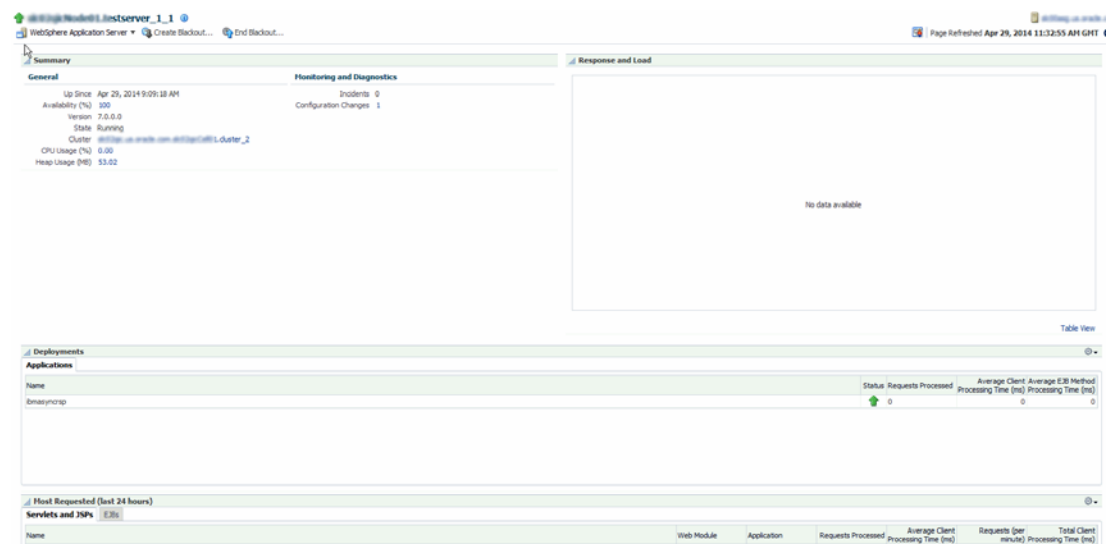 estserver_1_1
WebSphere Application Server Create Blackout... End Blackout...
Page Refreshed Apr 29, 2014 11:32:55 AM GMT
Summary
General
Up Since Apr 29, 2014 9:09:18 AM
Availability (%) 100
Version 7.0.0.0
State Running
Cluster 1.cluster_2
CPU Usage (%) 0.00
Heap Usage (MB) 53.02
Monitoring and Diagnostics
Incidents 0
Configuration Changes 1
Response and Load
No data available
Table View
Deployments
Applications
Name Status Requests Processed Average Client Processing Time (ms) Average EJB Method Processing Time (ms)
ibmasyncrsp 0 0 0
Most Requested (last 24 hours)
Servlets and JSPs EJBs
Name Web Module Application Requests Processed Average Client Processing Time (ms) Requests (per minute) Total Client Processing Time (ms)